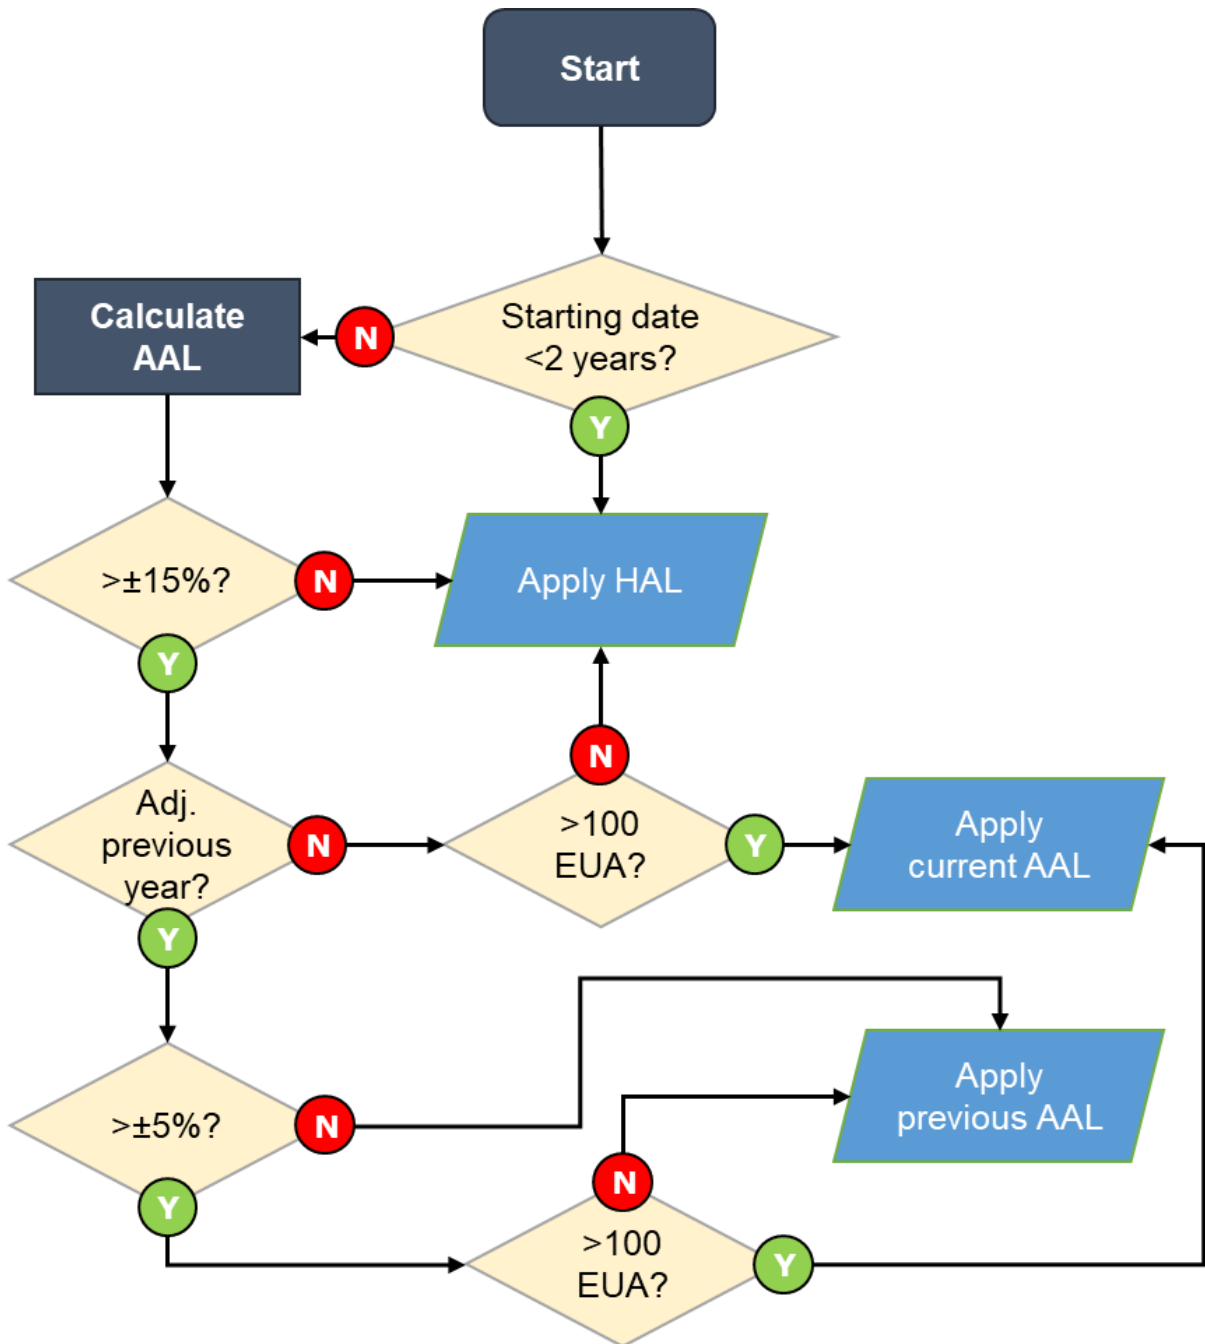 Start
Starting date
<2 years?
N
Calculate
AAL
Y
>±15%?
N
Apply HAL
Y
N
Adj.
previous
year?
N
>100
EUA?
Y
Apply
current AAL
Y
>±5%?
N
Apply
previous AAL
Y
N
>100
EUA?
Y